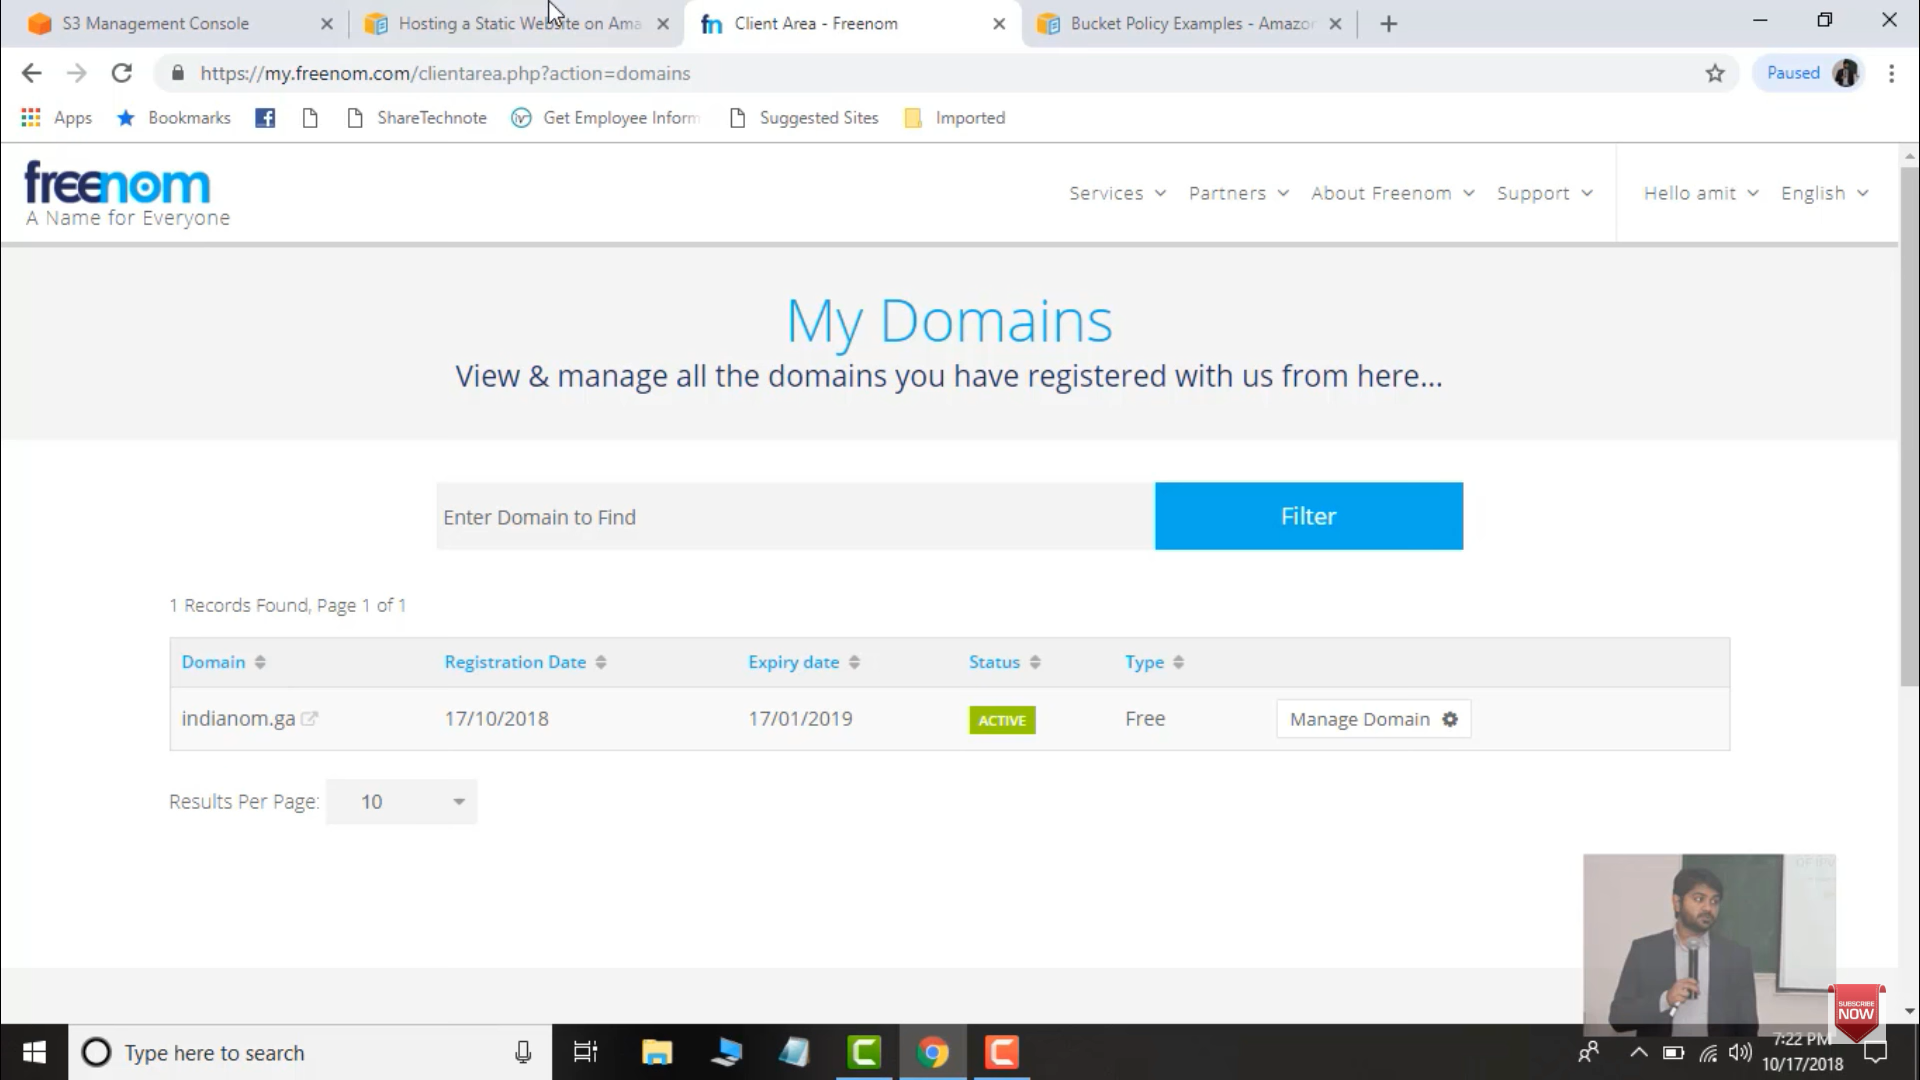 S3 Management Console
Hosting a Static Website on Ama
Client Area - Freenom
Bucket Policy Examples - Amazon
https://my.freenom.com/clientarea.php?action=domains
Paused
Apps
Bookmarks
ShareTechnote
Get Employee Inform
Suggested Sites
Imported
freenom
A Name for Everyone
Services
Partners
About Freenom
Support
Hello amit
English
My Domains
View & manage all the domains you have registered with us from here...
Enter Domain to Find
Filter
1 Records Found, Page 1 of 1
Domain Registration Date Expiry date Status Type
indianom.ga 17/10/2018 17/01/2019 ACTIVE Free Manage Domain
Results Per Page: 10
SUBSCRIBE
NOW
Type here to search
7:22 PM
10/17/2018